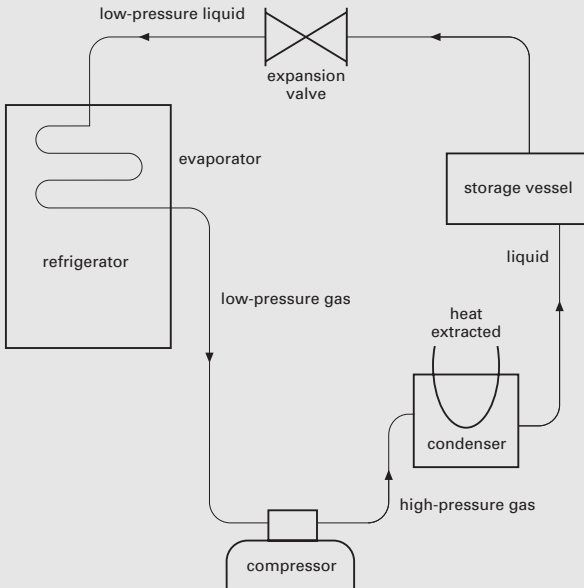 low-pressure liquid
expansion
valve
evaporator
storage vessel
refrigerator
liquid
low-pressure gas
heat
extracted
condenser
high-pressure gas
compressor